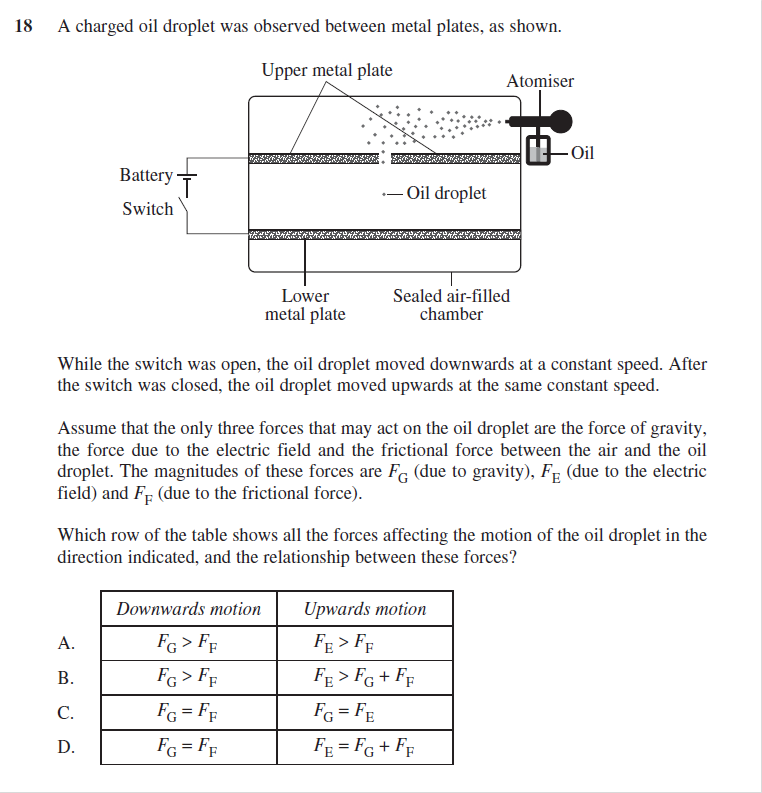 18 A charged oil droplet was observed between metal plates, as shown.
Upper metal plate
Atomiser
Oil
Battery
Oil droplet
Switch
Lower
metal plate
Sealed air-filled
chamber
While the switch was open, the oil droplet moved downwards at a constant speed. After
the switch was closed, the oil droplet moved upwards at the same constant speed.
Assume that the only three forces that may act on the oil droplet are the force of gravity,
the force due to the electric field and the frictional force between the air and the oil
droplet. The magnitudes of these forces are F_G (due to gravity), F_E (due to the electric
field) and F_F (due to the frictional force).
Which row of the table shows all the forces affecting the motion of the oil droplet in the
direction indicated, and the relationship between these forces?
Downwards motion Upwards motion
A. F_G > F_F F_E > F_F
B. F_G > F_F F_E > F_G + F_F
C. F_G = F_F F_G = F_E
D. F_G = F_F F_E = F_G + F_F